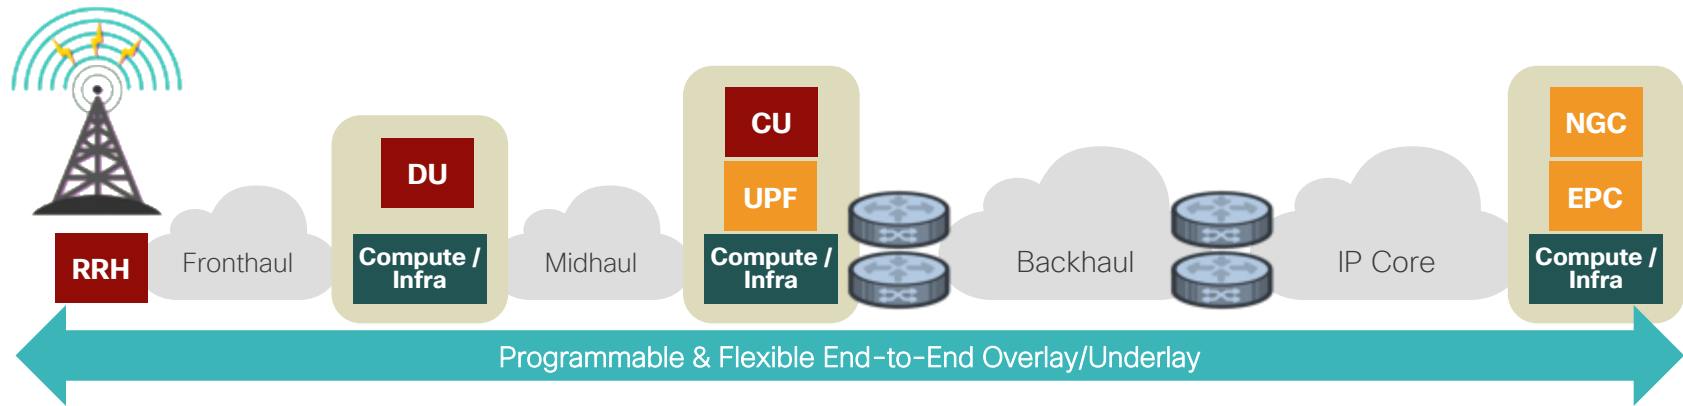 CU
NGC
DU
UPF
EPC
RRH
Fronthaul
Compute /
Infra
Midhaul
Compute /
Infra
Backhaul
IP Core
Compute /
Infra
Programmable & Flexible End-to-End Overlay/Underlay